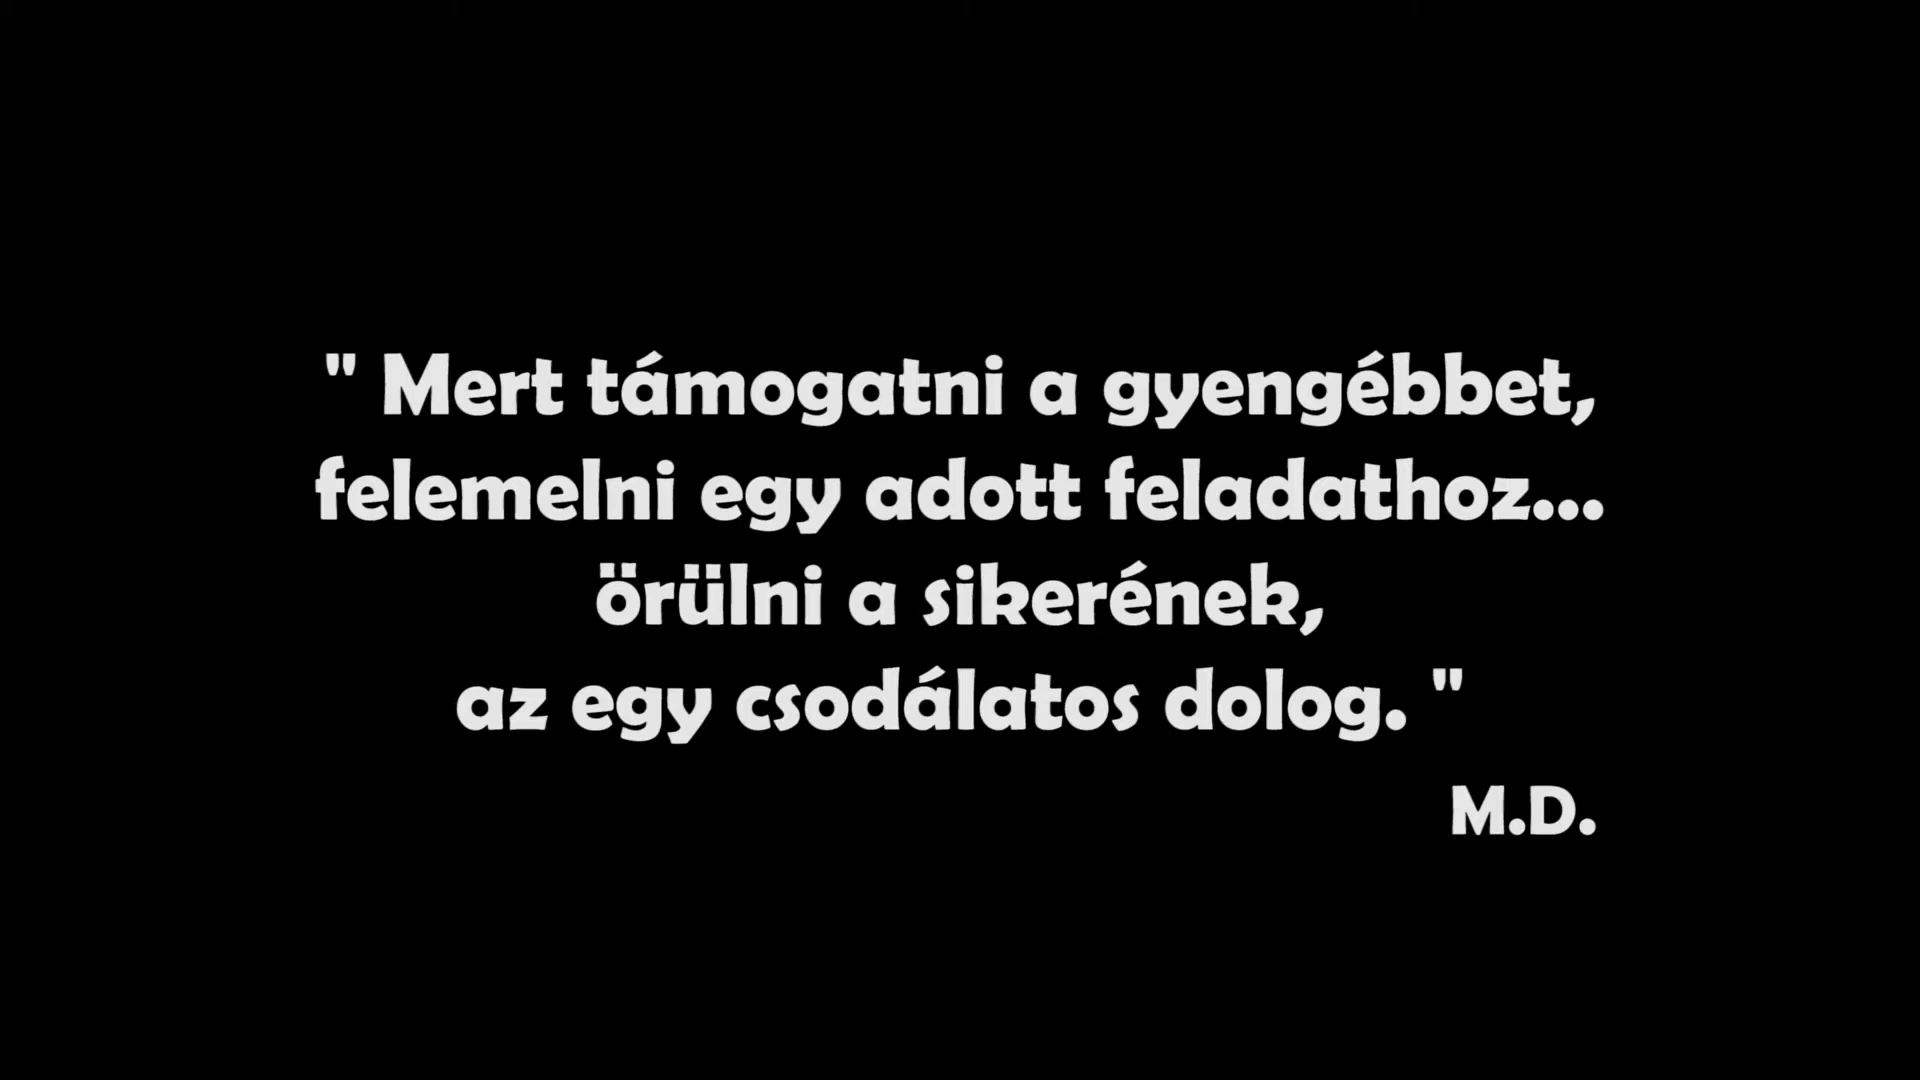 " Mert támogatni a gyengébbet,
felemelni egy adott feladathoz...
örülni a sikerének,
az egy csodálatos dolog. "
M.D.